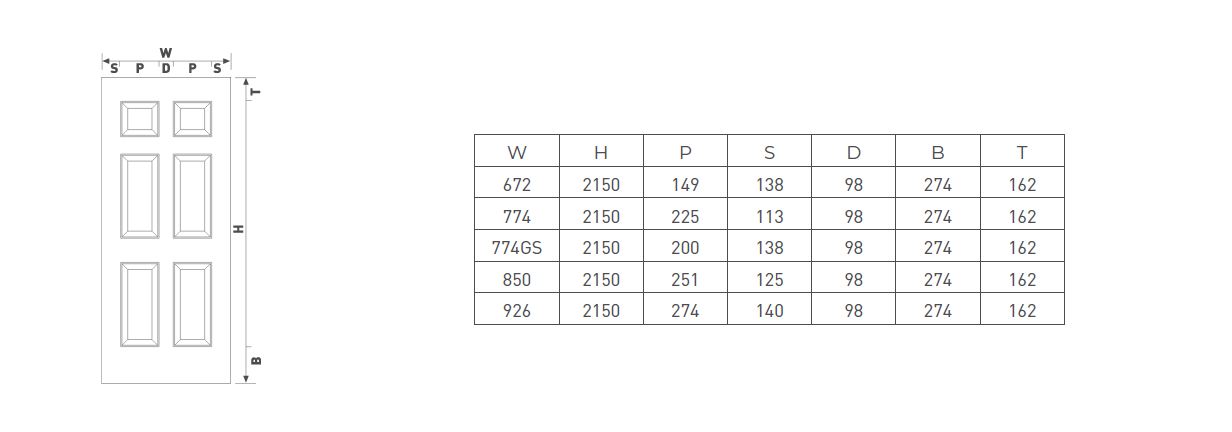 W
S P D P S
T
H
B
W H P S D B T
672 2150 149 138 98 274 162
774 2150 225 113 98 274 162
774GS 2150 200 138 98 274 162
850 2150 251 125 98 274 162
926 2150 274 140 98 274 162